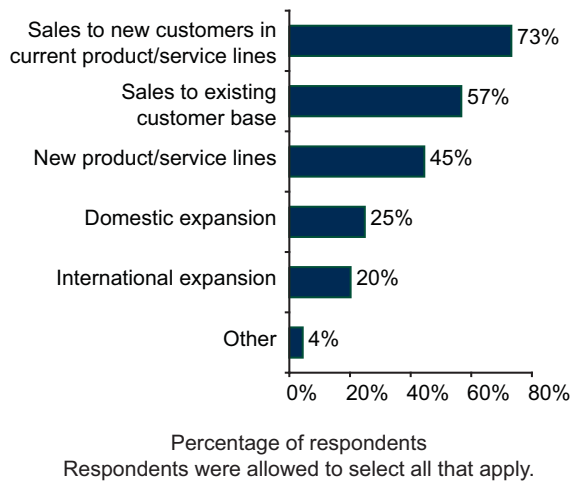 Sales to new customers in
current product/service lines
73%
Sales to existing
customer base
57%
New product/service lines
45%
Domestic expansion
25%
International expansion
20%
Other
4%
0% 20% 40% 60% 80%
Percentage of respondents
Respondents were allowed to select all that apply.